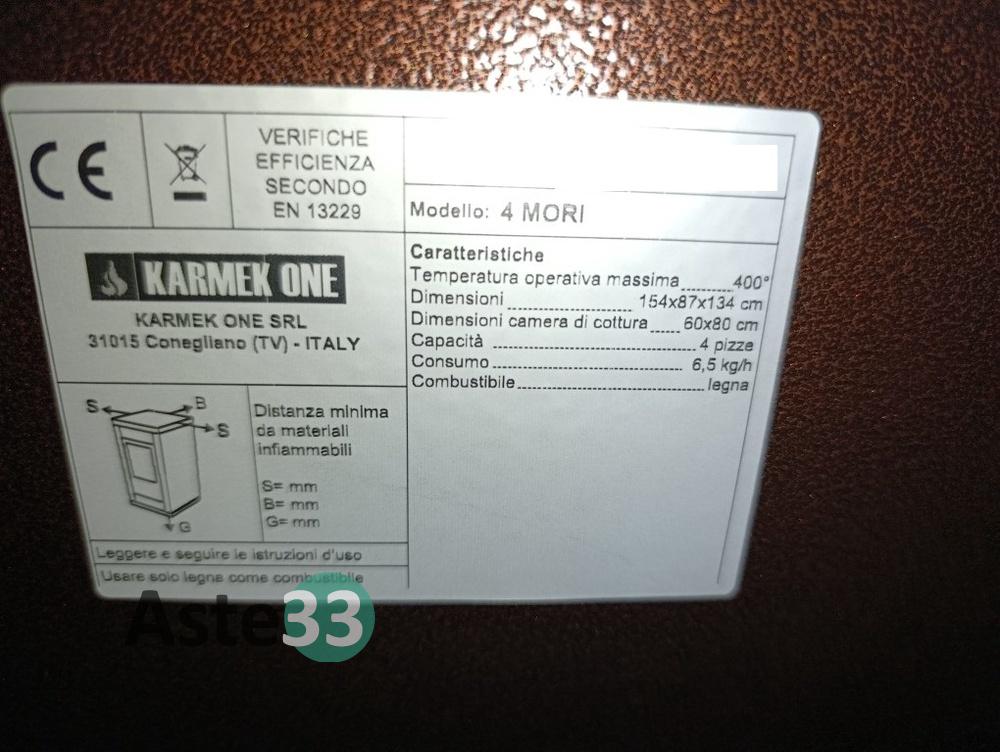 CE
VERIFICHE
EFFICIENZA
SECONDO
EN 13229
Modello: 4 MORI
KARMEK ONE
KARMEK ONE SRL
31015 Conegliano (TV) - ITALY
Caratteristiche
Temperatura operativa massima........400°
Dimensioni ........................... 154x87x134 cm
Dimensioni camera di cottura ..... 60x80 cm
Capacità ........................................... 4 pizze
Consumo ........................................ 6,5 kg/h
Combustibile ........................................ legna
S B
S
G
Distanza minima
da materiali
infiammabili
S= mm
B= mm
G= mm
Leggere e seguire le istruzioni d'uso
Usare solo legna come combustibile
Aste33